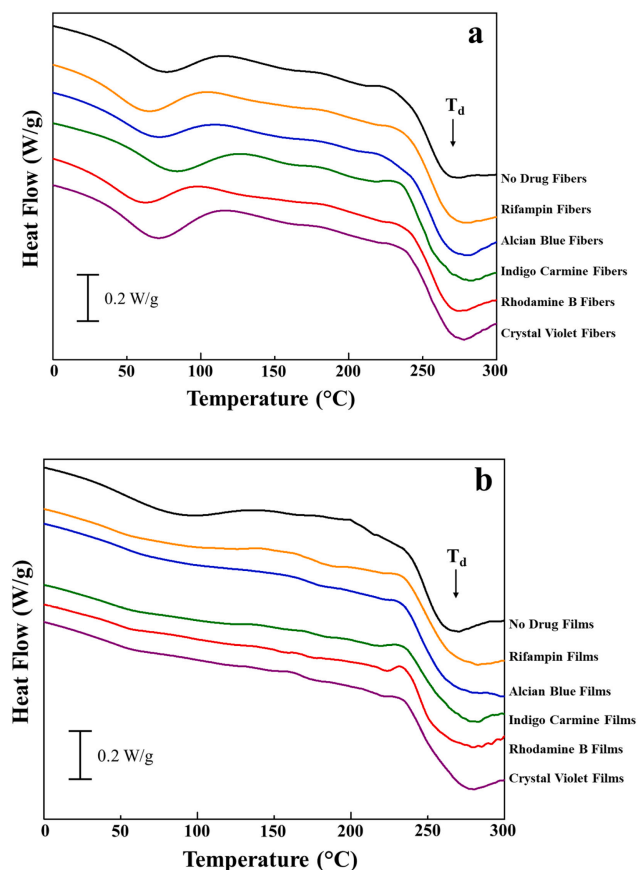 a
Heat Flow (W/g)
T_d
No Drug Fibers
Rifampin Fibers
Alcian Blue Fibers
Indigo Carmine Fibers
Rhodamine B Fibers
Crystal Violet Fibers
0.2 W/g
0 50 100 150 200 250 300
Temperature (°C)
b
Heat Flow (W/g)
T_d
No Drug Films
Rifampin Films
Alcian Blue Films
Indigo Carmine Films
Rhodamine B Films
Crystal Violet Films
0.2 W/g
0 50 100 150 200 250 300
Temperature (°C)